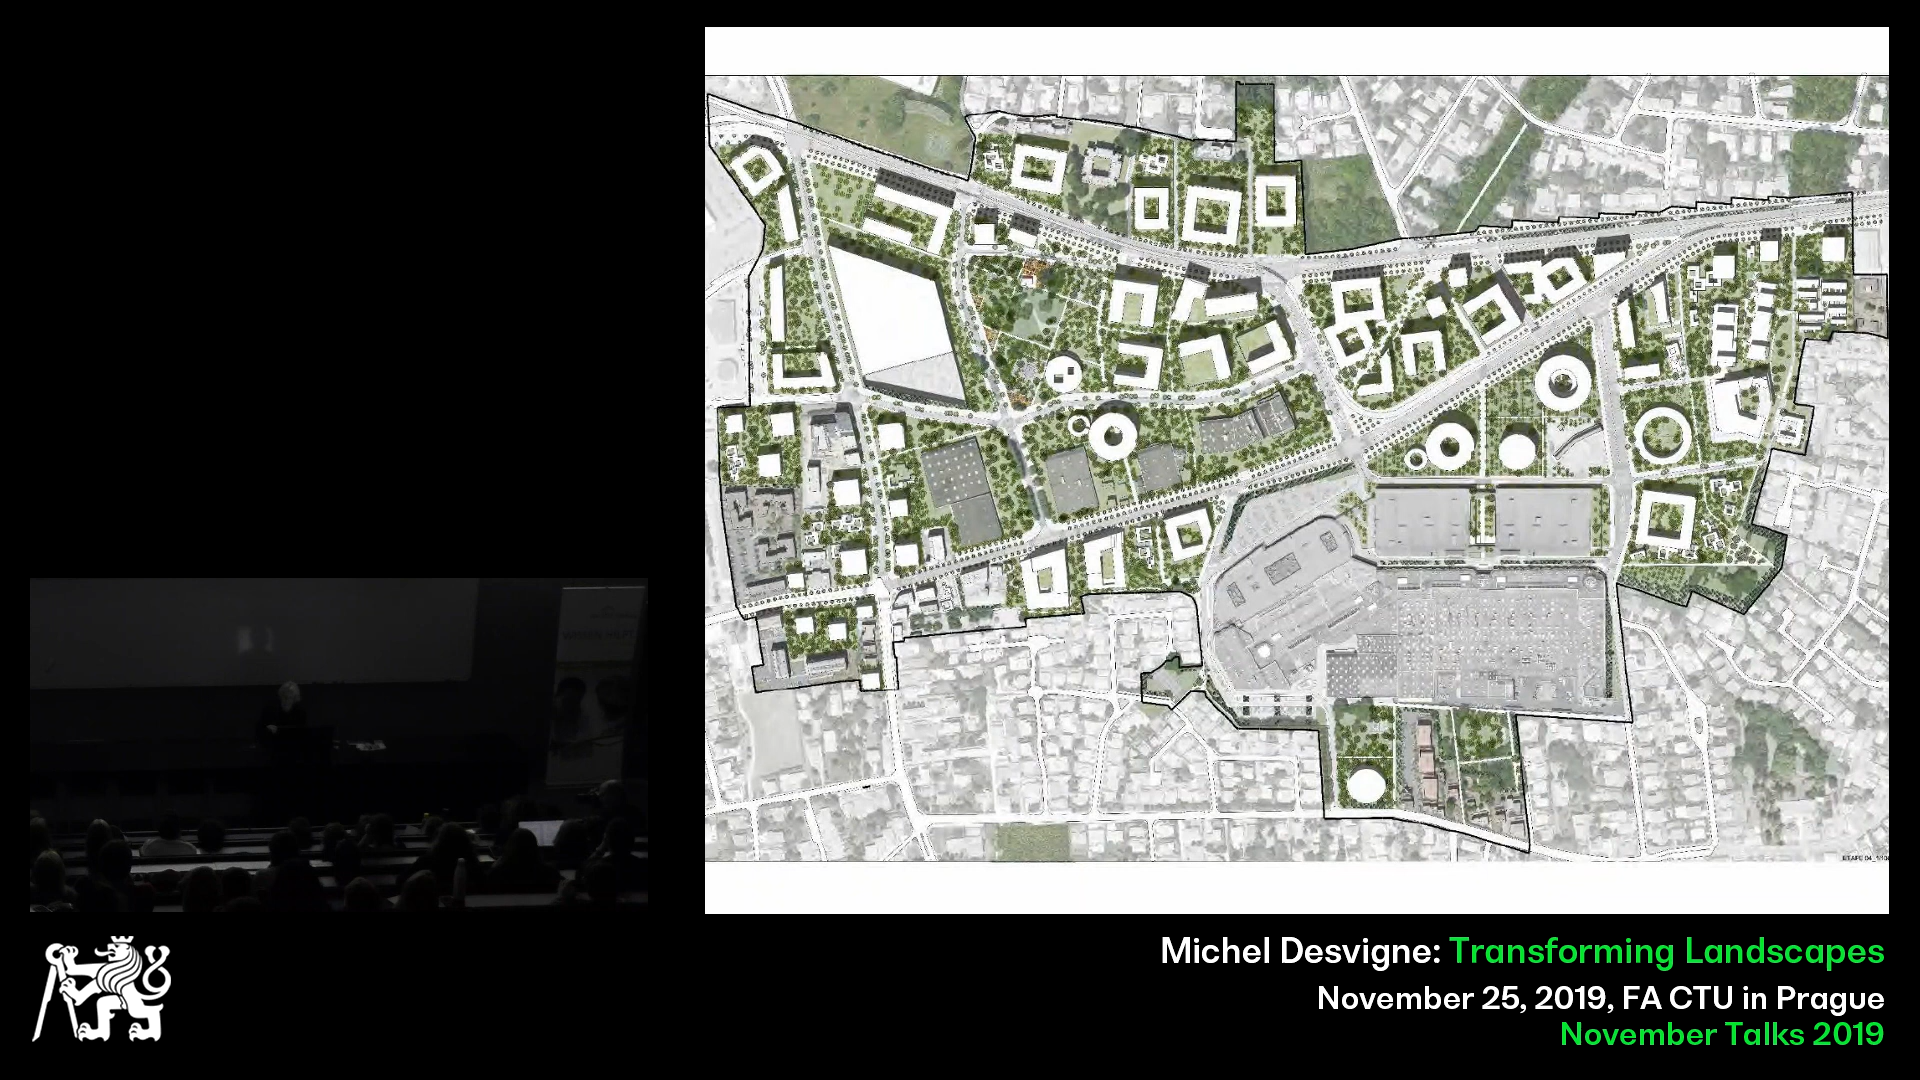 Michel Desvigne: Transforming Landscapes
November 25, 2019, FA CTU in Prague
November Talks 2019